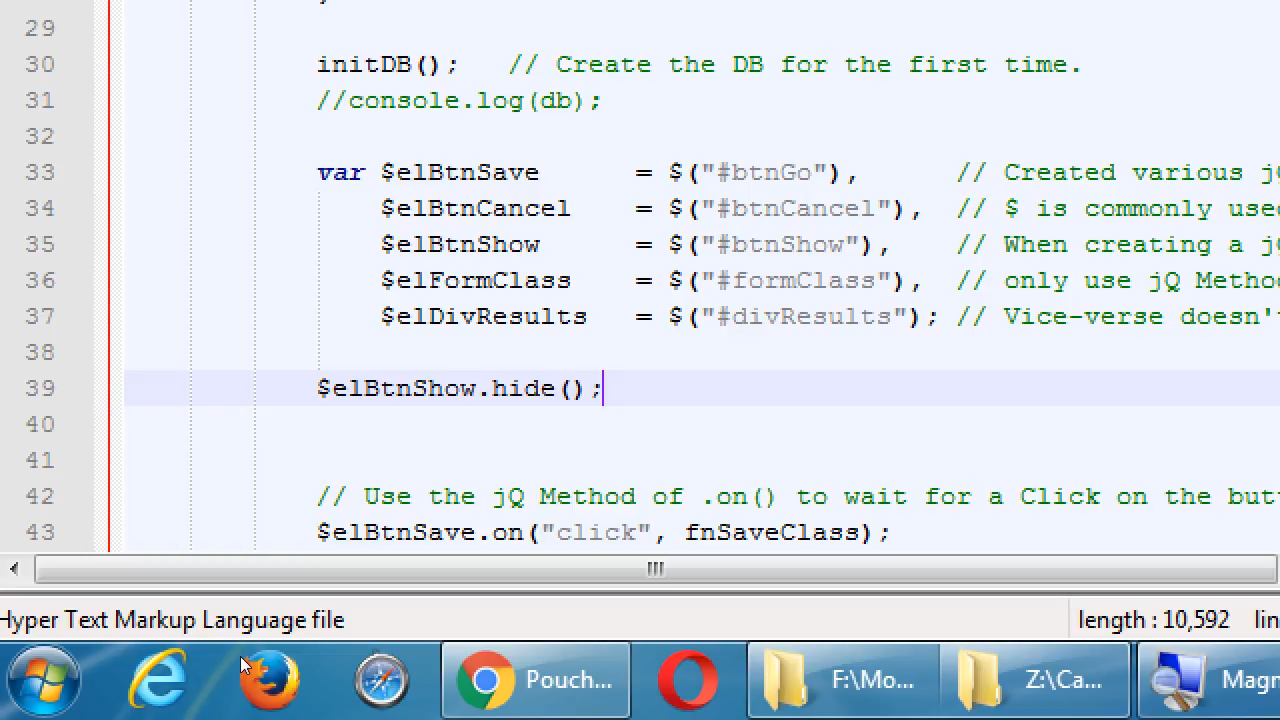 29
30 initDB(); // Create the DB for the first time.
31 //console.log(db);
32
33 var $elBtnSave = $("#btnGo"), // Created various jQ
34 $elBtnCancel = $("#btnCancel"), // $ is commonly used
35 $elBtnShow = $("#btnShow"), // When creating a jQ
36 $elFormClass = $("#formClass"), // only use jQ Metho
37 $elDivResults = $("#divResults"); // Vice-verse doesn't
38
39 $elBtnShow.hide();
40
41
42 // Use the jQ Method of .on() to wait for a Click on the but
43 $elBtnSave.on("click", fnSaveClass);
Hyper Text Markup Language file length : 10,592 lin
Pouch... F:\Mo... Z:\Ca... Magn